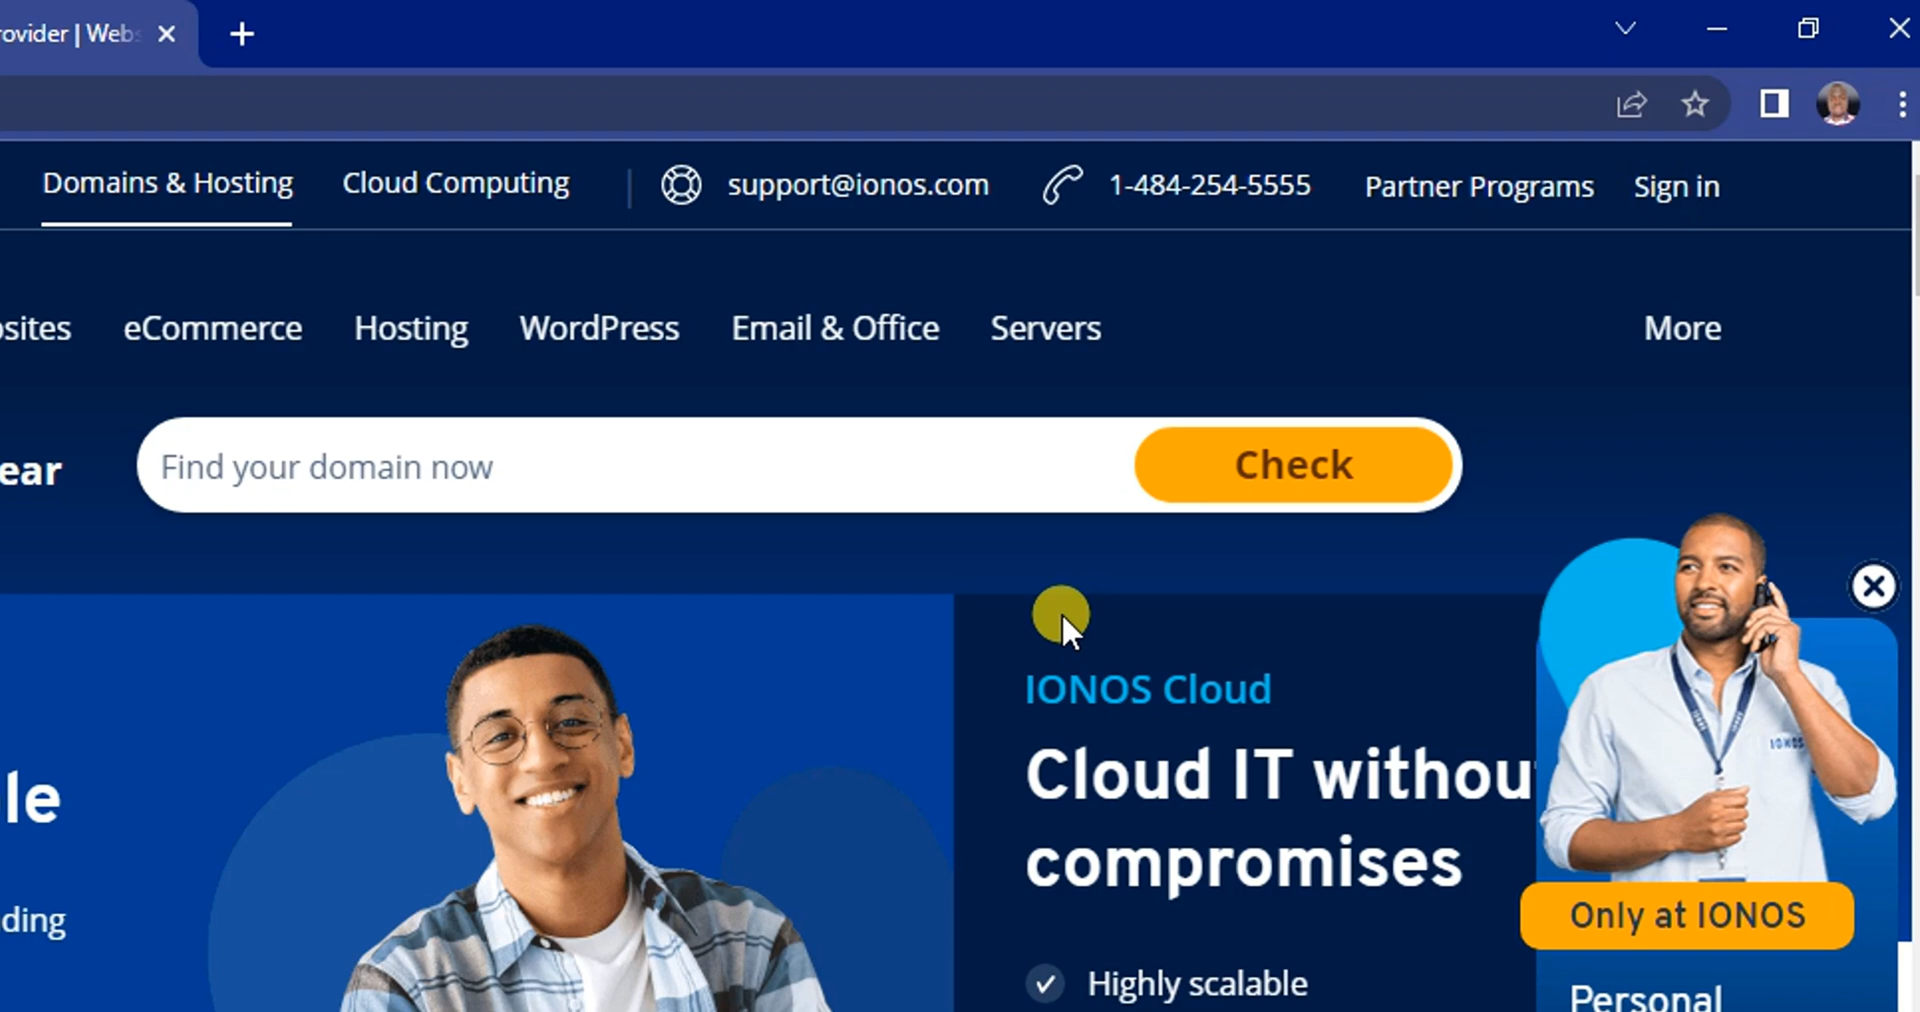 rovider | Webs
Domains & Hosting
Cloud Computing
support@ionos.com
1-484-254-5555
Partner Programs
Sign in
sites
eCommerce
Hosting
WordPress
Email & Office
Servers
More
ear
Find your domain now
Check
le
ding
IONOS Cloud
Cloud IT withou
compromises
Highly scalable
IONOS
Only at IONOS
Personal